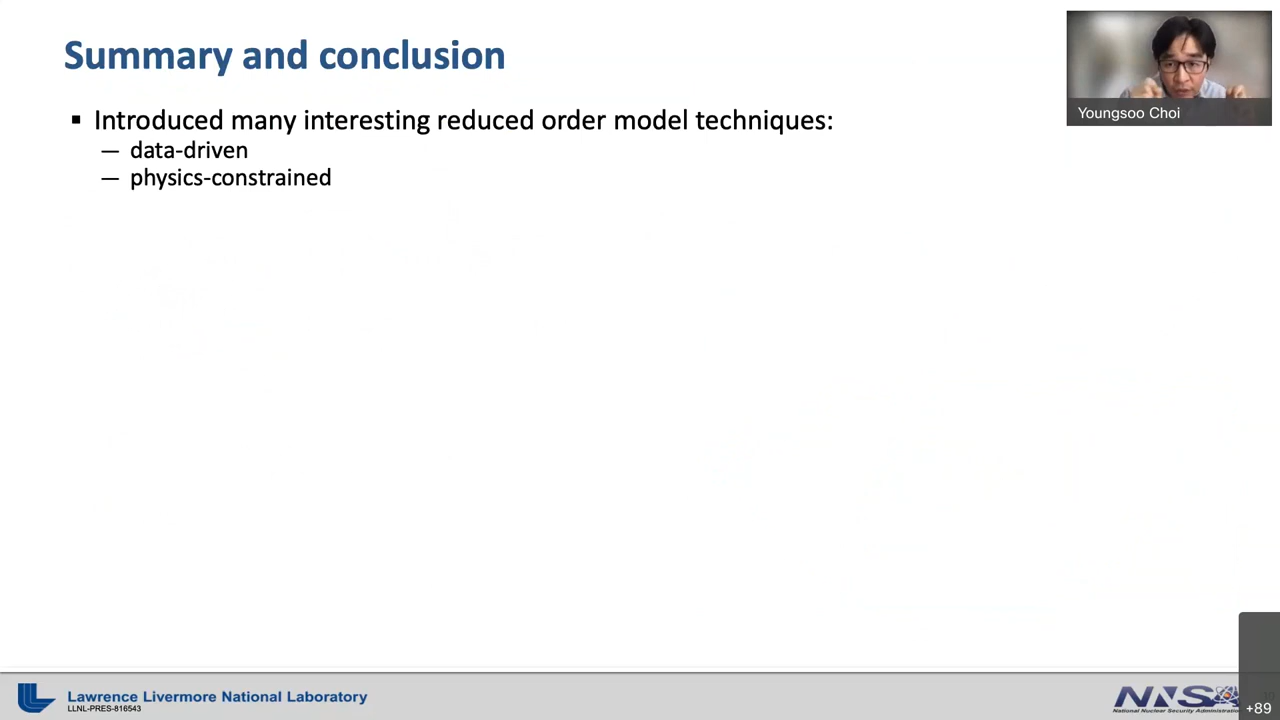 Summary and conclusion
▪ Introduced many interesting reduced order model techniques:
— data-driven
— physics-constrained
Youngsoo Choi
Lawrence Livermore National Laboratory
LLNL-PRES-816543
NNSA
National Nuclear Security Administration
+89